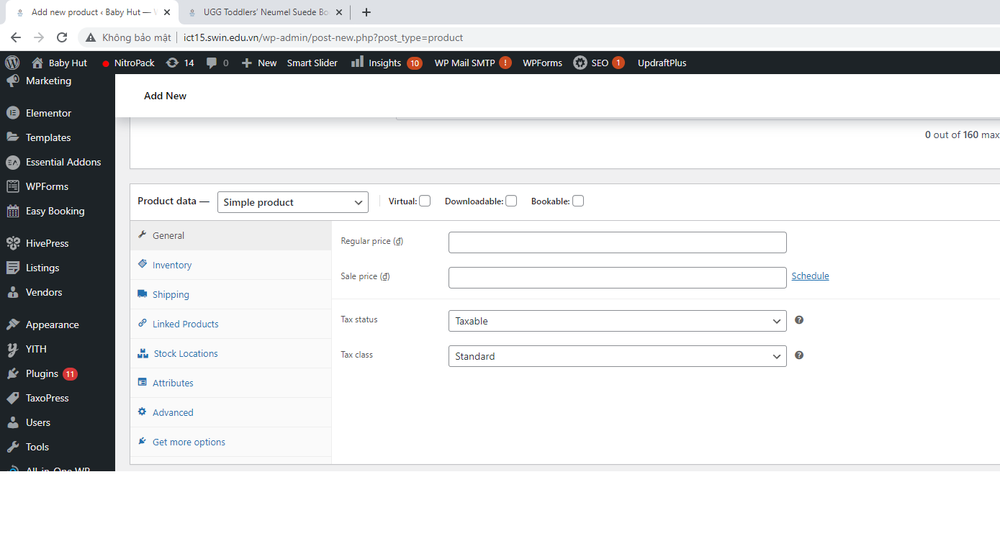 Add new product ‹ Baby Hut — W
UGG Toddlers' Neumel Suede Bo
Không bảo mật
ict15.swin.edu.vn/wp-admin/post-new.php?post_type=product
Baby Hut
NitroPack
14
0
New
Smart Slider
Insights 10
WP Mail SMTP !
WPForms
SEO 1
UpdraftPlus
Marketing
Elementor
Templates
Essential Addons
WPForms
Easy Booking
HivePress
Listings
Vendors
Appearance
YITH
Plugins 11
TaxoPress
Users
Tools
All-in-One WP
Add New
0 out of 160 max
Product data — Simple product Virtual: Downloadable: Bookable:
General
Inventory
Shipping
Linked Products
Stock Locations
Attributes
Advanced
Get more options
Regular price (₫)
Sale price (₫) Schedule
Tax status Taxable ?
Tax class Standard ?